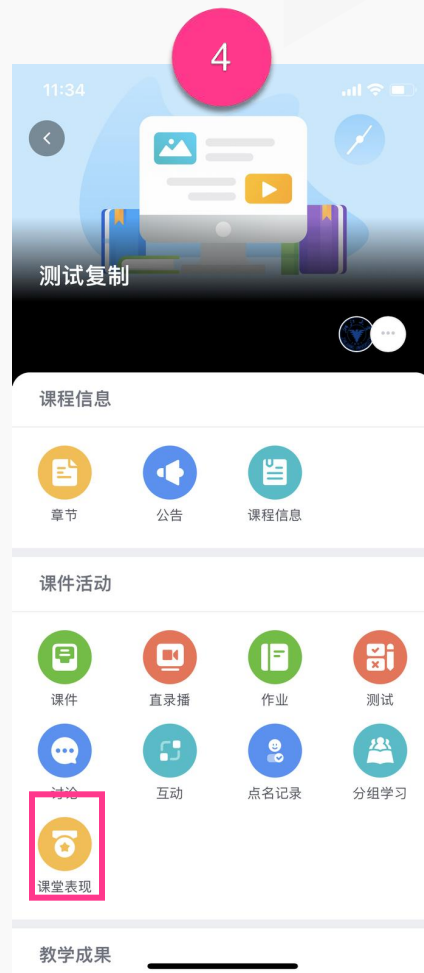 4
11:34
测试复制
课程信息
章节
公告
课程信息
课件活动
课件
直录播
作业
测试
讨论
互动
点名记录
分组学习
课堂表现
教学成果